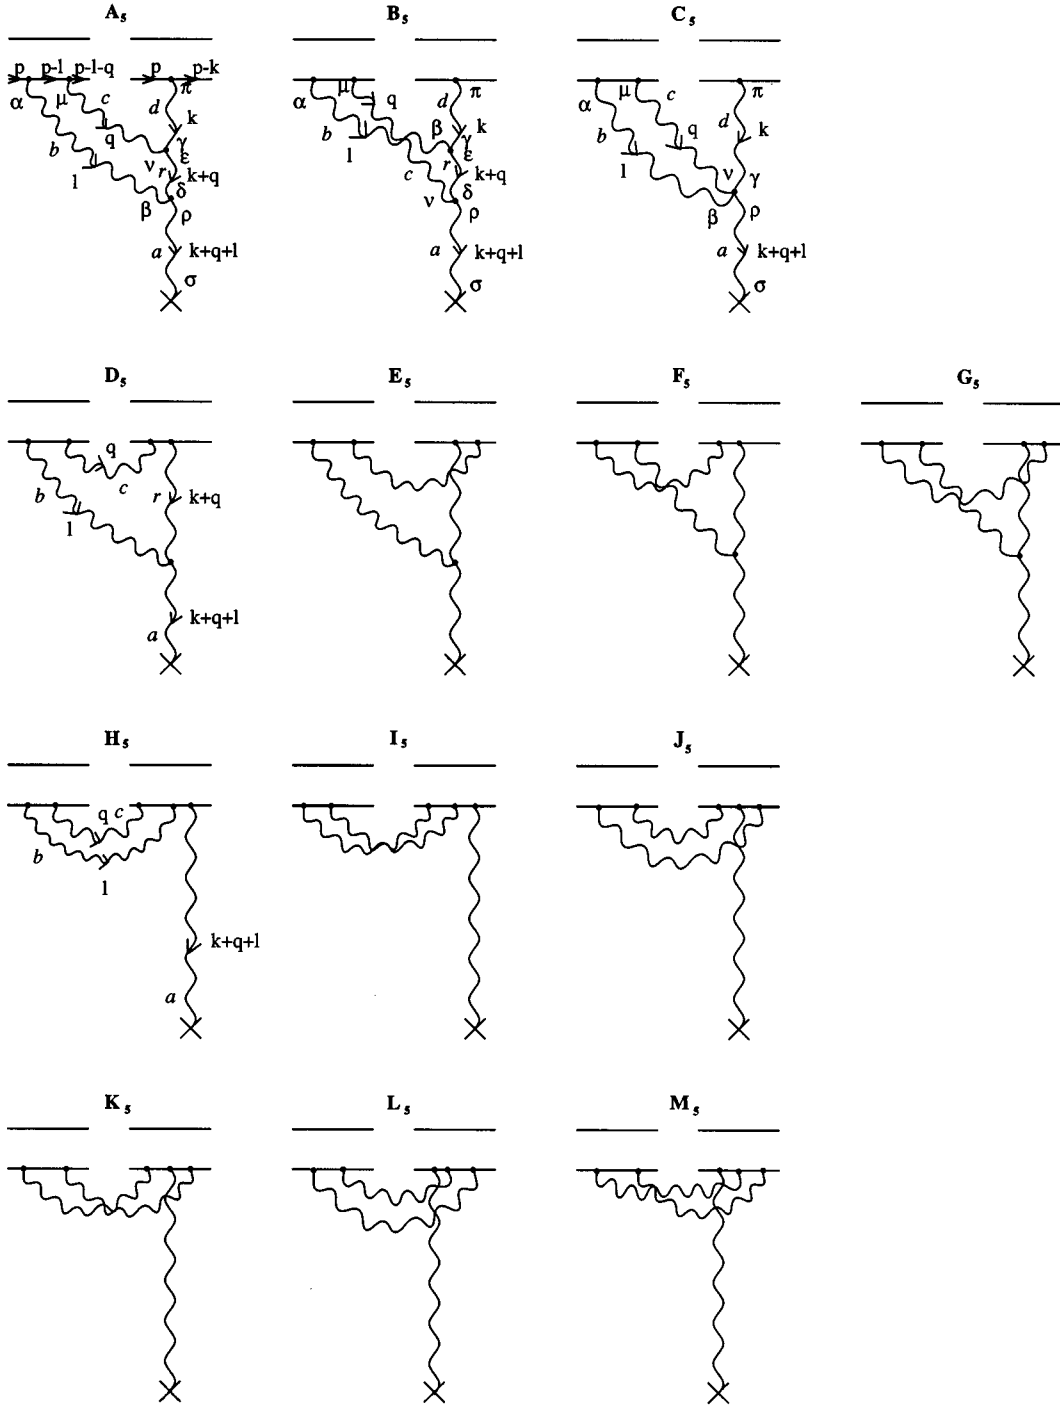 A₅ B₅ C₅
p p-l p-l-q p p-k
α μ c π d k γ ε b q ν r k+q l δ β ρ a k+q+l σ
α μ q π d k β γ ε b l r k+q c δ ν ρ a k+q+l σ
α μ c π b d k q l ν γ β ρ a k+q+l σ
D₅ E₅ F₅ G₅
q
c
b r k+q
l
k+q+l
a
H₅ I₅ J₅
q c
b
l
k+q+l
a
K₅ L₅ M₅